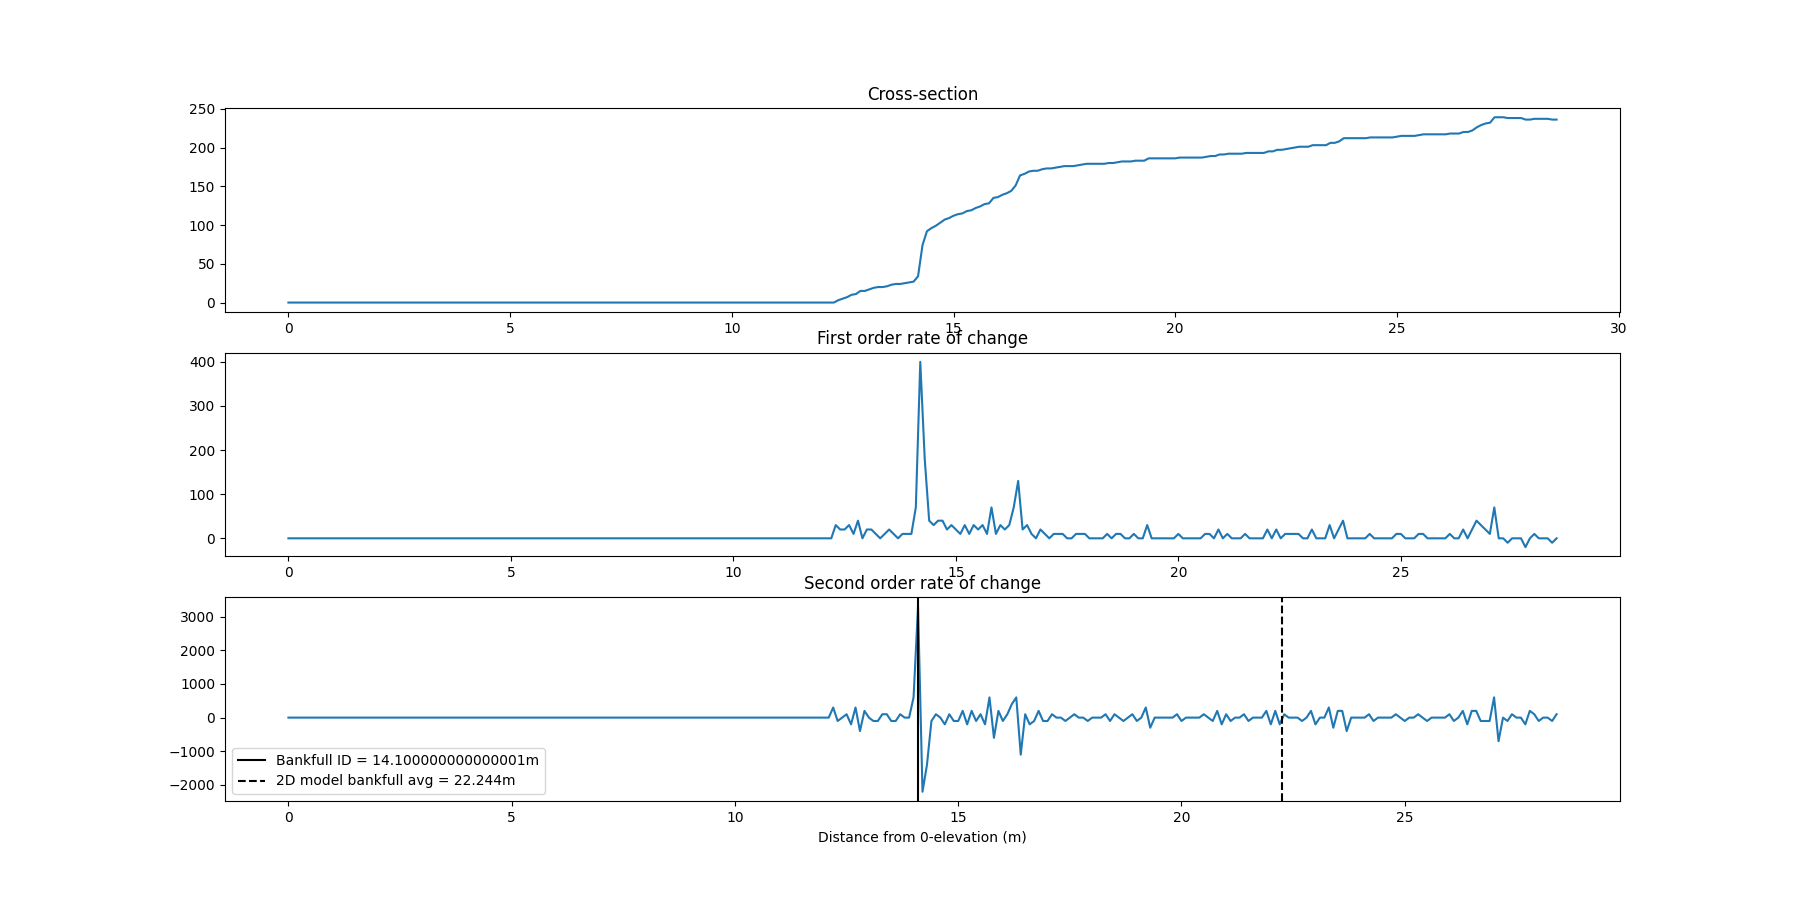 Cross-section
250
200
150
100
50
0
0 5 10 15 20 25 30
First order rate of change
400
300
200
100
0
0 5 10 15 20 25
Second order rate of change
3000
2000
1000
0
−1000
−2000
Bankfull ID = 14.100000000000001m
2D model bankfull avg = 22.244m
0 5 10 15 20 25
Distance from 0-elevation (m)